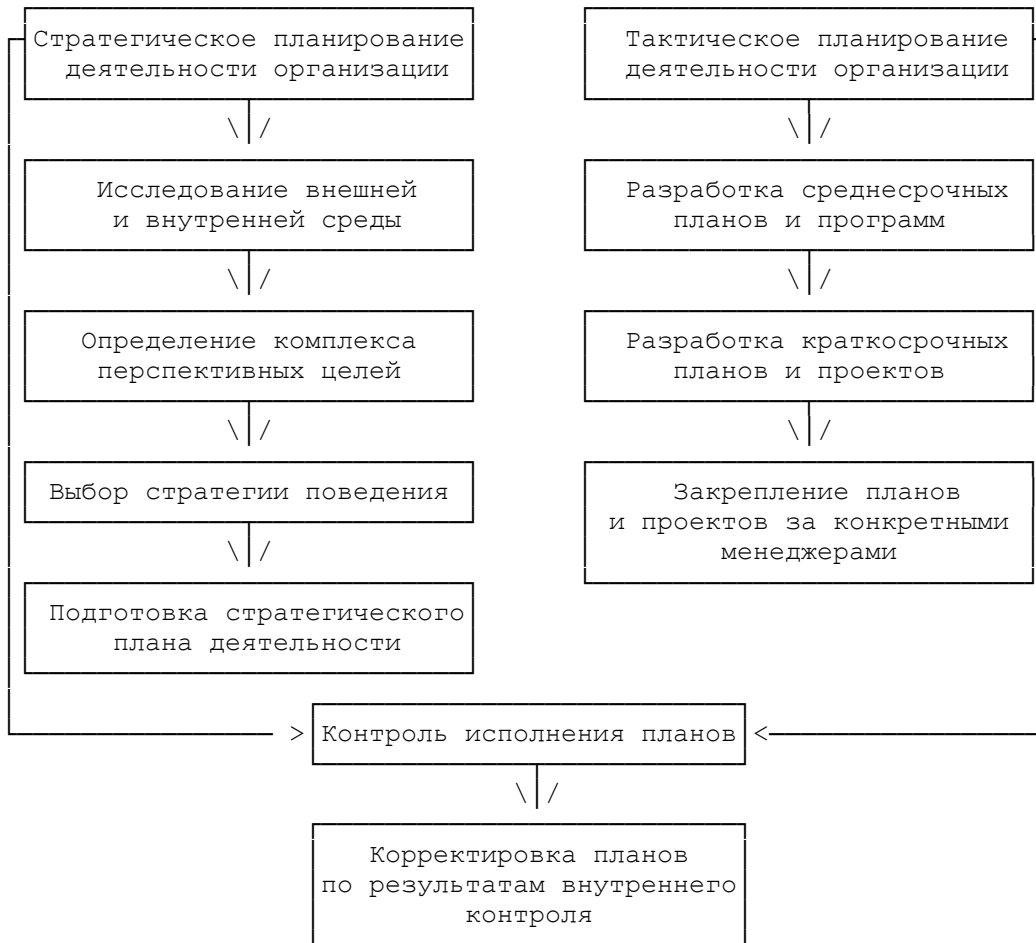 Стратегическое планирование
деятельности организации
Исследование внешней
и внутренней среды
Определение комплекса
перспективных целей
Выбор стратегии поведения
Подготовка стратегического
плана деятельности
Тактическое планирование
деятельности организации
Разработка среднесрочных
планов и программ
Разработка краткосрочных
планов и проектов
Закрепление планов
и проектов за конкретными
менеджерами
Контроль исполнения планов
Корректировка планов
по результатам внутреннего
контроля